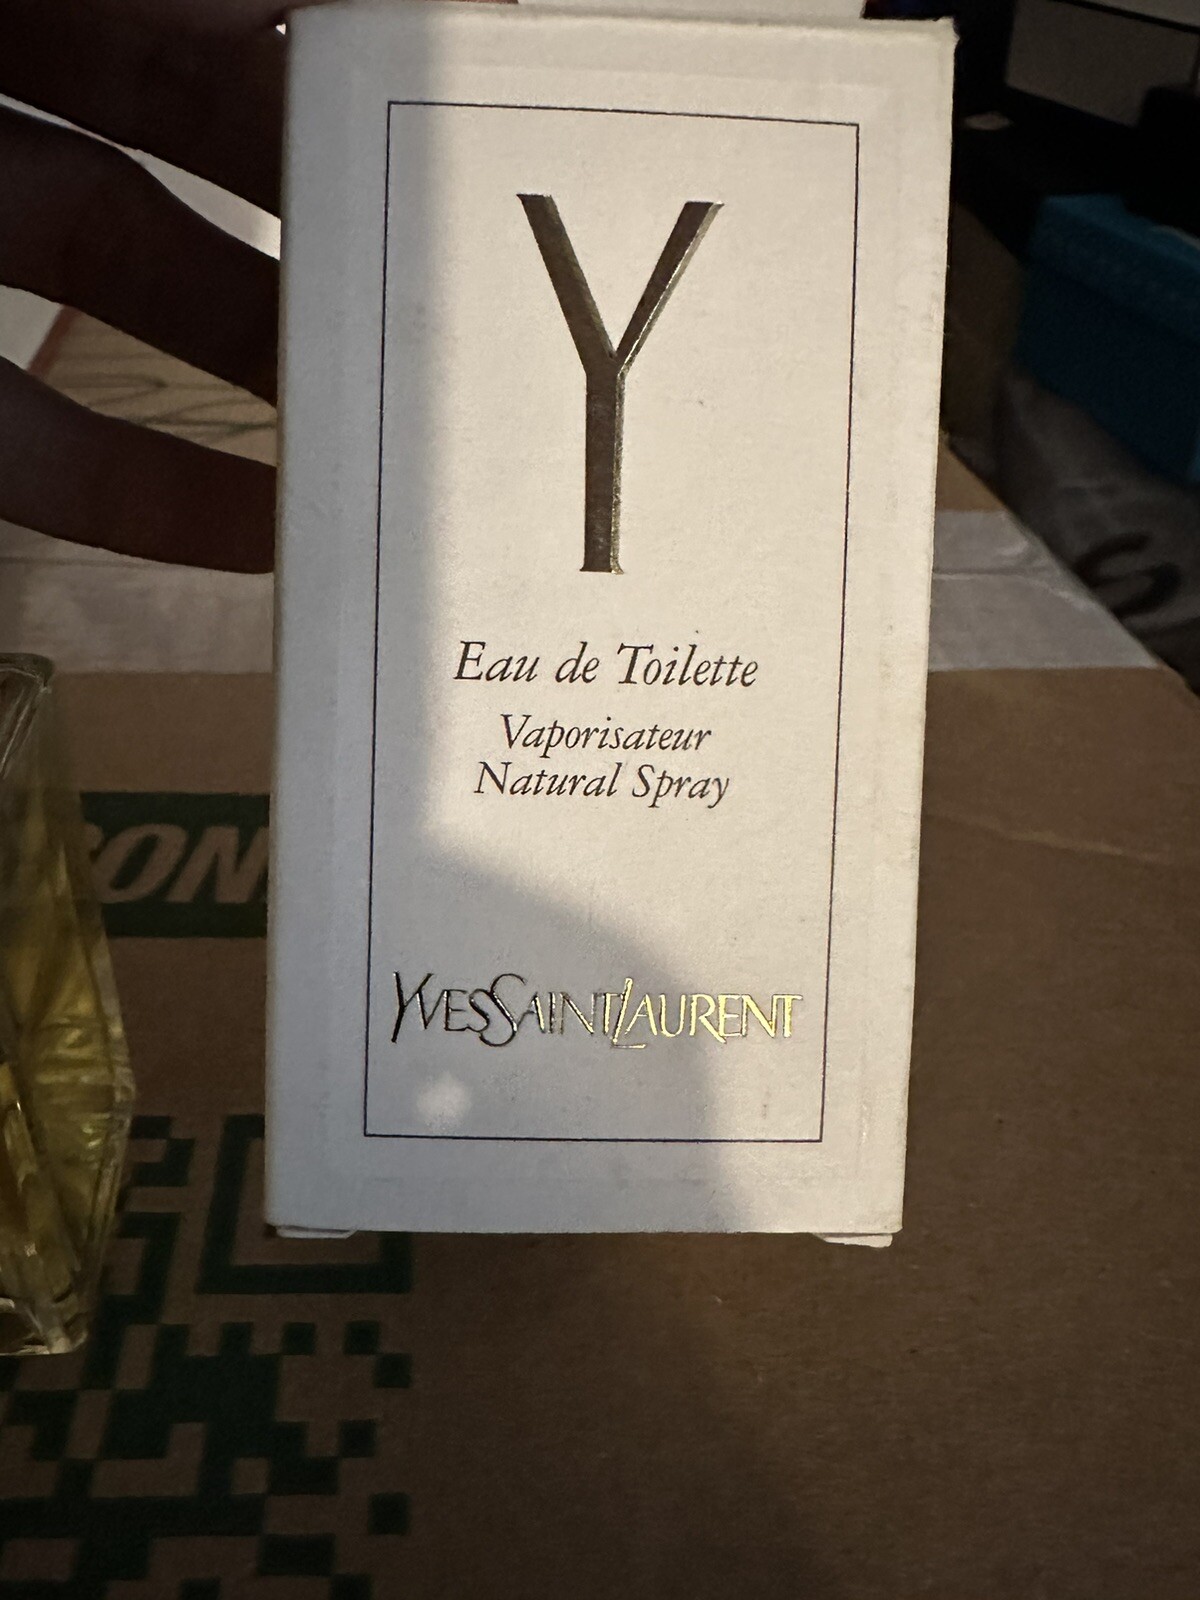 Y
Eau de Toilette
Vaporisateur
Natural Spray
YVESSAINTLAURENT